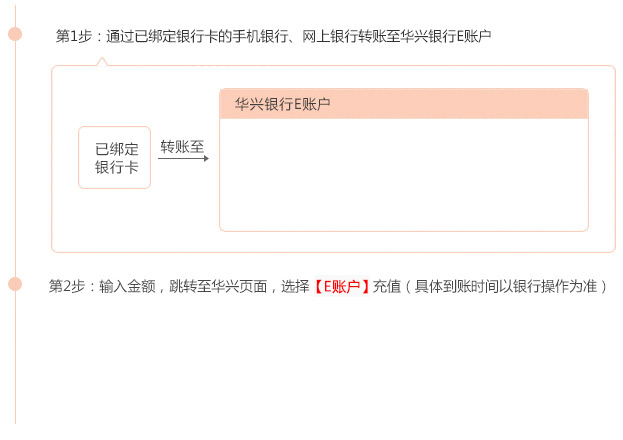 第1步：通过已绑定银行卡的手机银行、网上银行转账至华兴银行E账户
华兴银行E账户
已绑定
银行卡
转账至
第2步：输入金额，跳转至华兴页面，选择【E账户】充值（具体到账时间以银行操作为准）